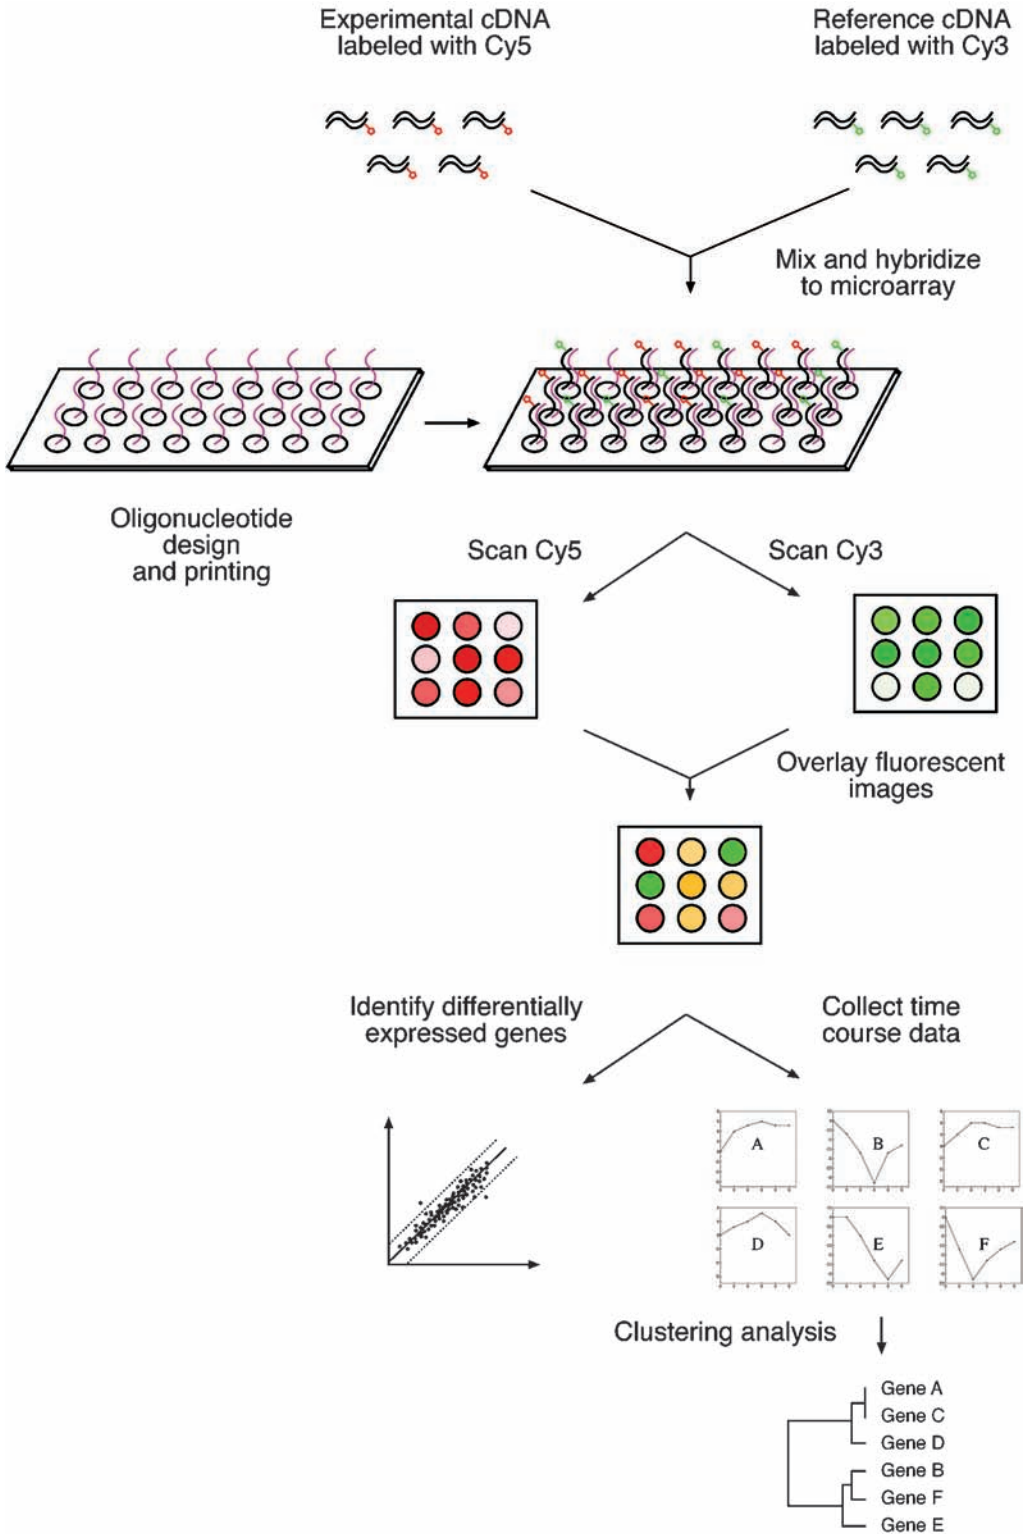 Experimental cDNA
labeled with Cy5
Reference cDNA
labeled with Cy3
Mix and hybridize
to microarray
Oligonucleotide
design
and printing
Scan Cy5
Scan Cy3
Overlay fluorescent
images
Identify differentially
expressed genes
Collect time
course data
A
B
C
D
E
F
Clustering analysis
Gene A
Gene C
Gene D
Gene B
Gene F
Gene E